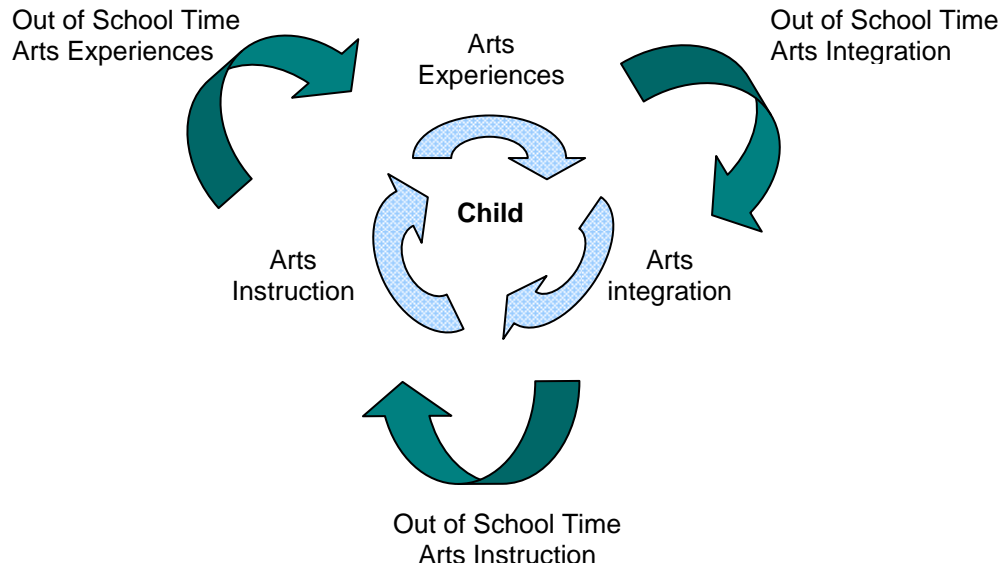 Out of School Time
Arts Experiences
Arts
Experiences
Out of School Time
Arts Integration
Child
Arts
Instruction
Arts
integration
Out of School Time
Arts Instruction